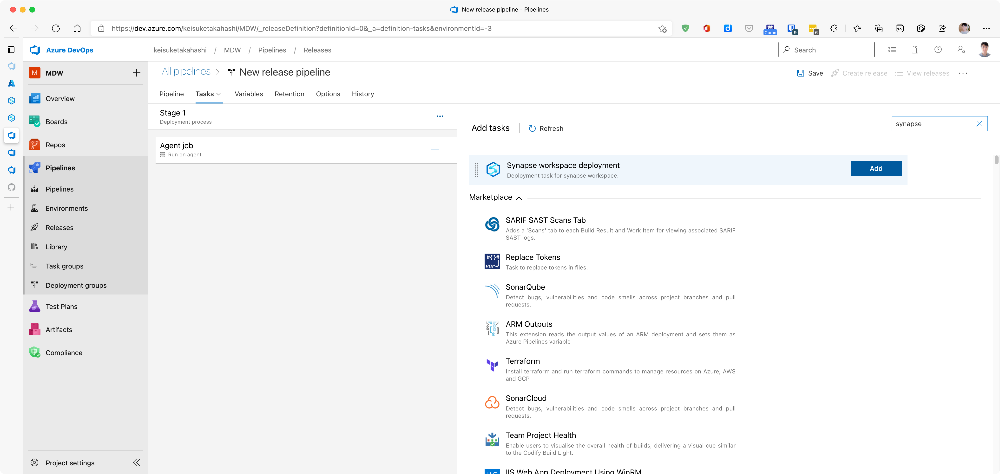 New release pipeline - Pipelines
https://dev.azure.com/keisuketakahashi/MDW/_releaseDefinition?definitionId=0&_a=definition-tasks&environmentId=-3
Comn
9
6
Azure DevOps
keisuketakahashi / MDW / Pipelines / Releases
Search
M MDW
All pipelines > New release pipeline
Save
Create release
View releases
Pipeline
Tasks
Variables
Retention
Options
History
Overview
Boards
Repos
Pipelines
Pipelines
Environments
Releases
Library
Task groups
Deployment groups
Test Plans
Artifacts
Compliance
Project settings
Stage 1
Deployment process
Agent job
Run on agent
Add tasks
Refresh
synapse
Synapse workspace deployment
Deployment task for synapse workspace.
Add
Marketplace
SARIF SAST Scans Tab
Adds a 'Scans' tab to each Build Result and Work Item for viewing associated SARIF
SAST logs.
#{}#
var
Replace Tokens
Task to replace tokens in files.
SonarQube
Detect bugs, vulnerabilities and code smells across project branches and pull
requests.
ARM Outputs
This extension reads the output values of an ARM deployment and sets them as
Azure Pipelines variable
Terraform
Install terraform and run terraform commands to manage resources on Azure, AWS
and GCP.
SonarCloud
Detect bugs, vulnerabilities and code smells across project branches and pull
requests.
Team Project Health
Enable users to visualise the overall health of builds, delivering a visual cue similar
to the Codify Build Light.
IIS Web App Deployment Using WinRM